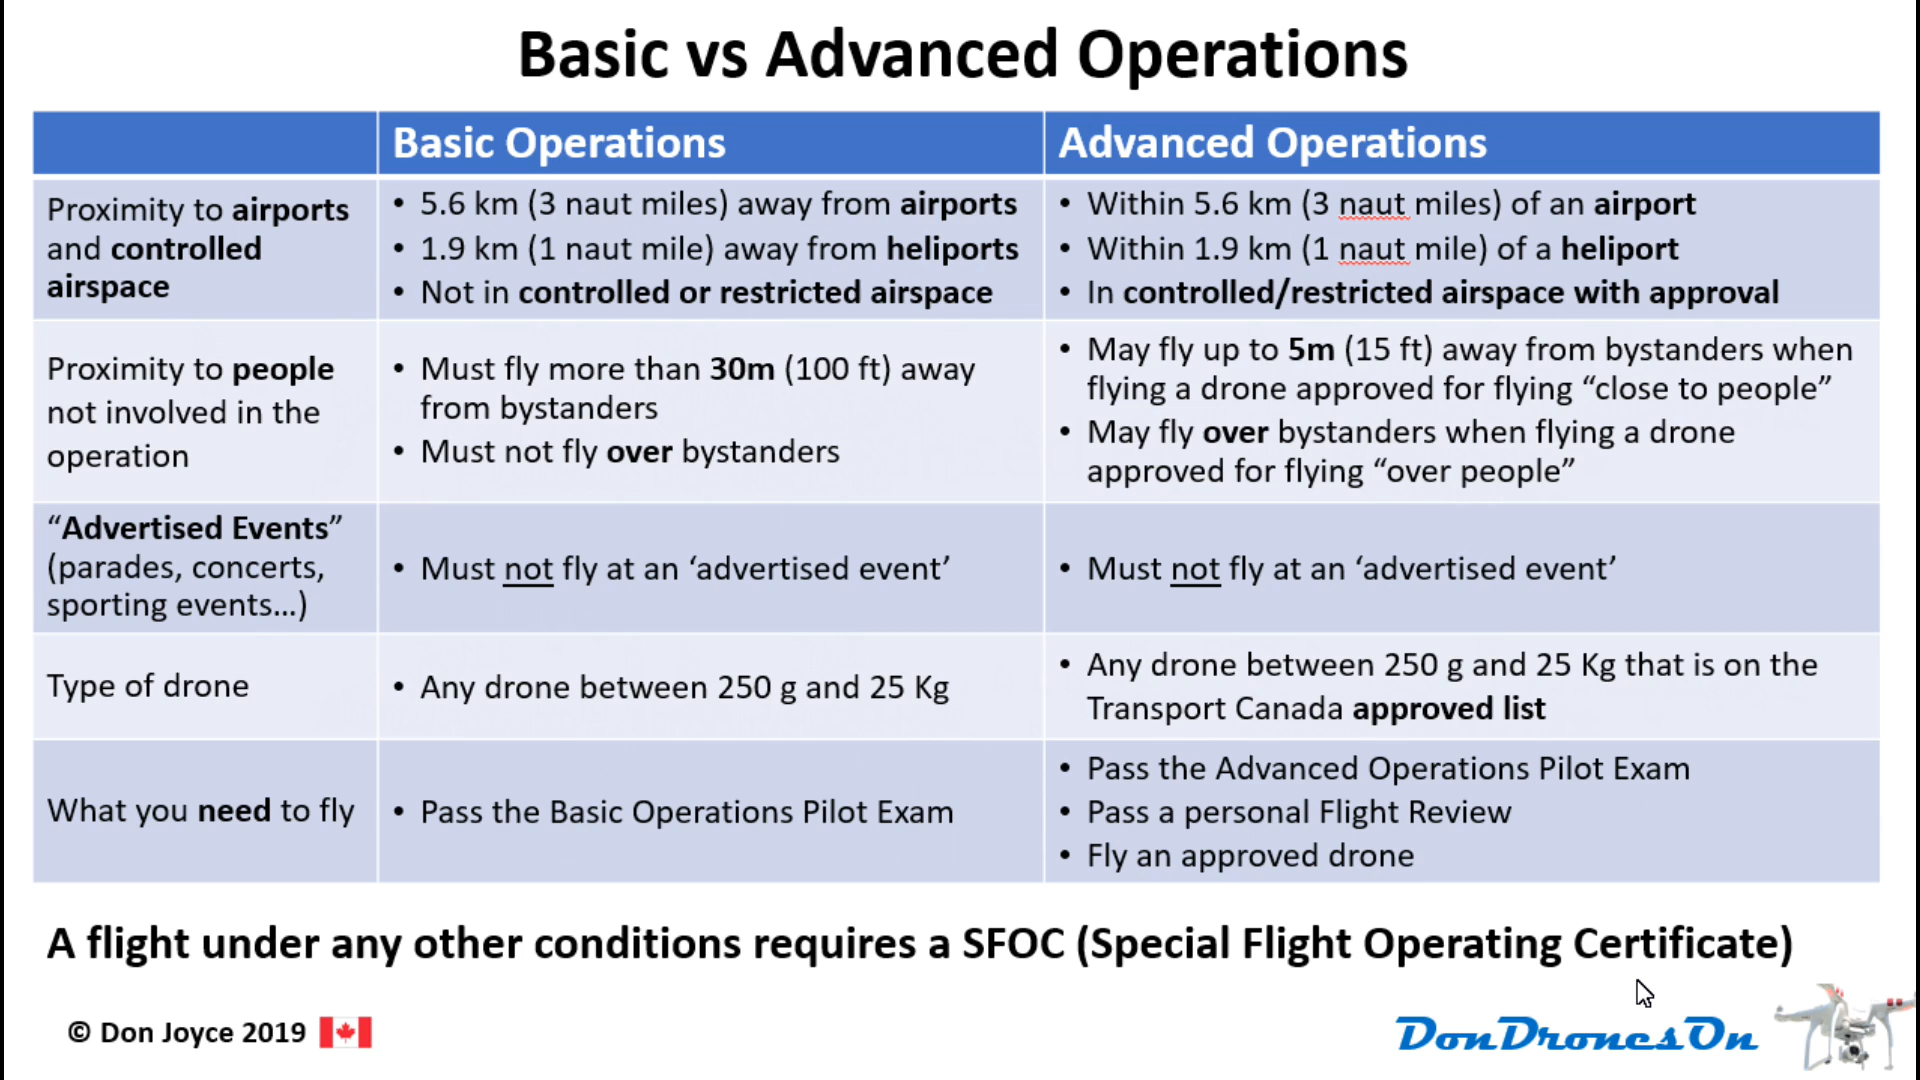 Basic vs Advanced Operations
Basic Operations
Advanced Operations
Proximity to airports
and controlled
airspace
• 5.6 km (3 naut miles) away from airports
• 1.9 km (1 naut mile) away from heliports
• Not in controlled or restricted airspace
• Within 5.6 km (3 naut miles) of an airport
• Within 1.9 km (1 naut mile) of a heliport
• In controlled/restricted airspace with approval
Proximity to people
not involved in the
operation
• Must fly more than 30m (100 ft) away
from bystanders
• Must not fly over bystanders
• May fly up to 5m (15 ft) away from bystanders when
flying a drone approved for flying “close to people”
• May fly over bystanders when flying a drone
approved for flying “over people”
“Advertised Events”
(parades, concerts,
sporting events...)
• Must not fly at an ‘advertised event’
• Must not fly at an ‘advertised event’
Type of drone
• Any drone between 250 g and 25 Kg
• Any drone between 250 g and 25 Kg that is on the
Transport Canada approved list
What you need to fly
• Pass the Basic Operations Pilot Exam
• Pass the Advanced Operations Pilot Exam
• Pass a personal Flight Review
• Fly an approved drone
A flight under any other conditions requires a SFOC (Special Flight Operating Certificate)
© Don Joyce 2019
DonDronesOn